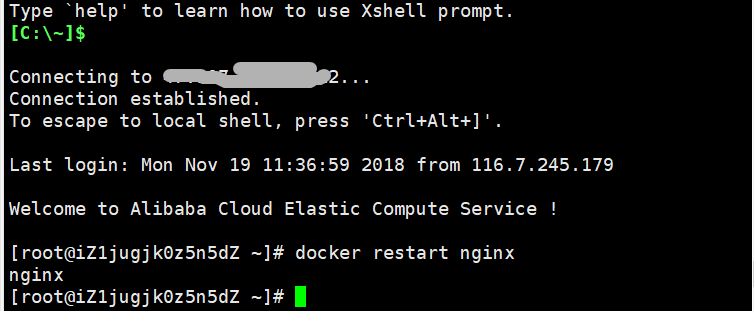 Type `help' to learn how to use Xshell prompt.
[C:\~]$
Connecting to
Connection established.
To escape to local shell, press 'Ctrl+Alt+]'.
Last login: Mon Nov 19 11:36:59 2018 from 116.7.245.179
Welcome to Alibaba Cloud Elastic Compute Service !
[root@iZ1jugjk0z5n5dZ ~]# docker restart nginx
nginx
[root@iZ1jugjk0z5n5dZ ~]#